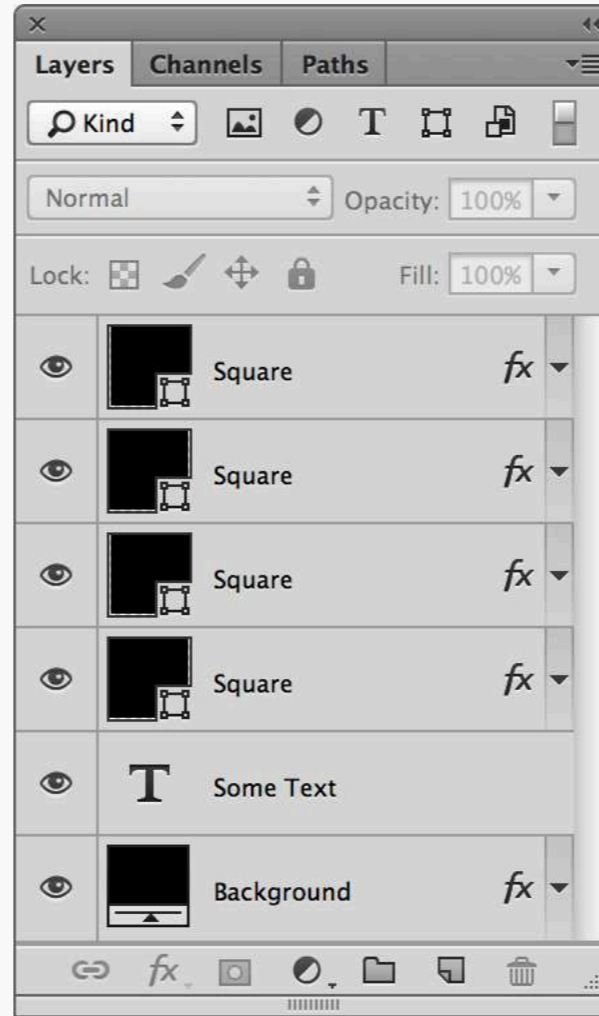 Layers Channels Paths
Kind T
Normal Opacity: 100%
Lock: Fill: 100%
Square fx
Square fx
Square fx
Square fx
T Some Text
Background fx
fx